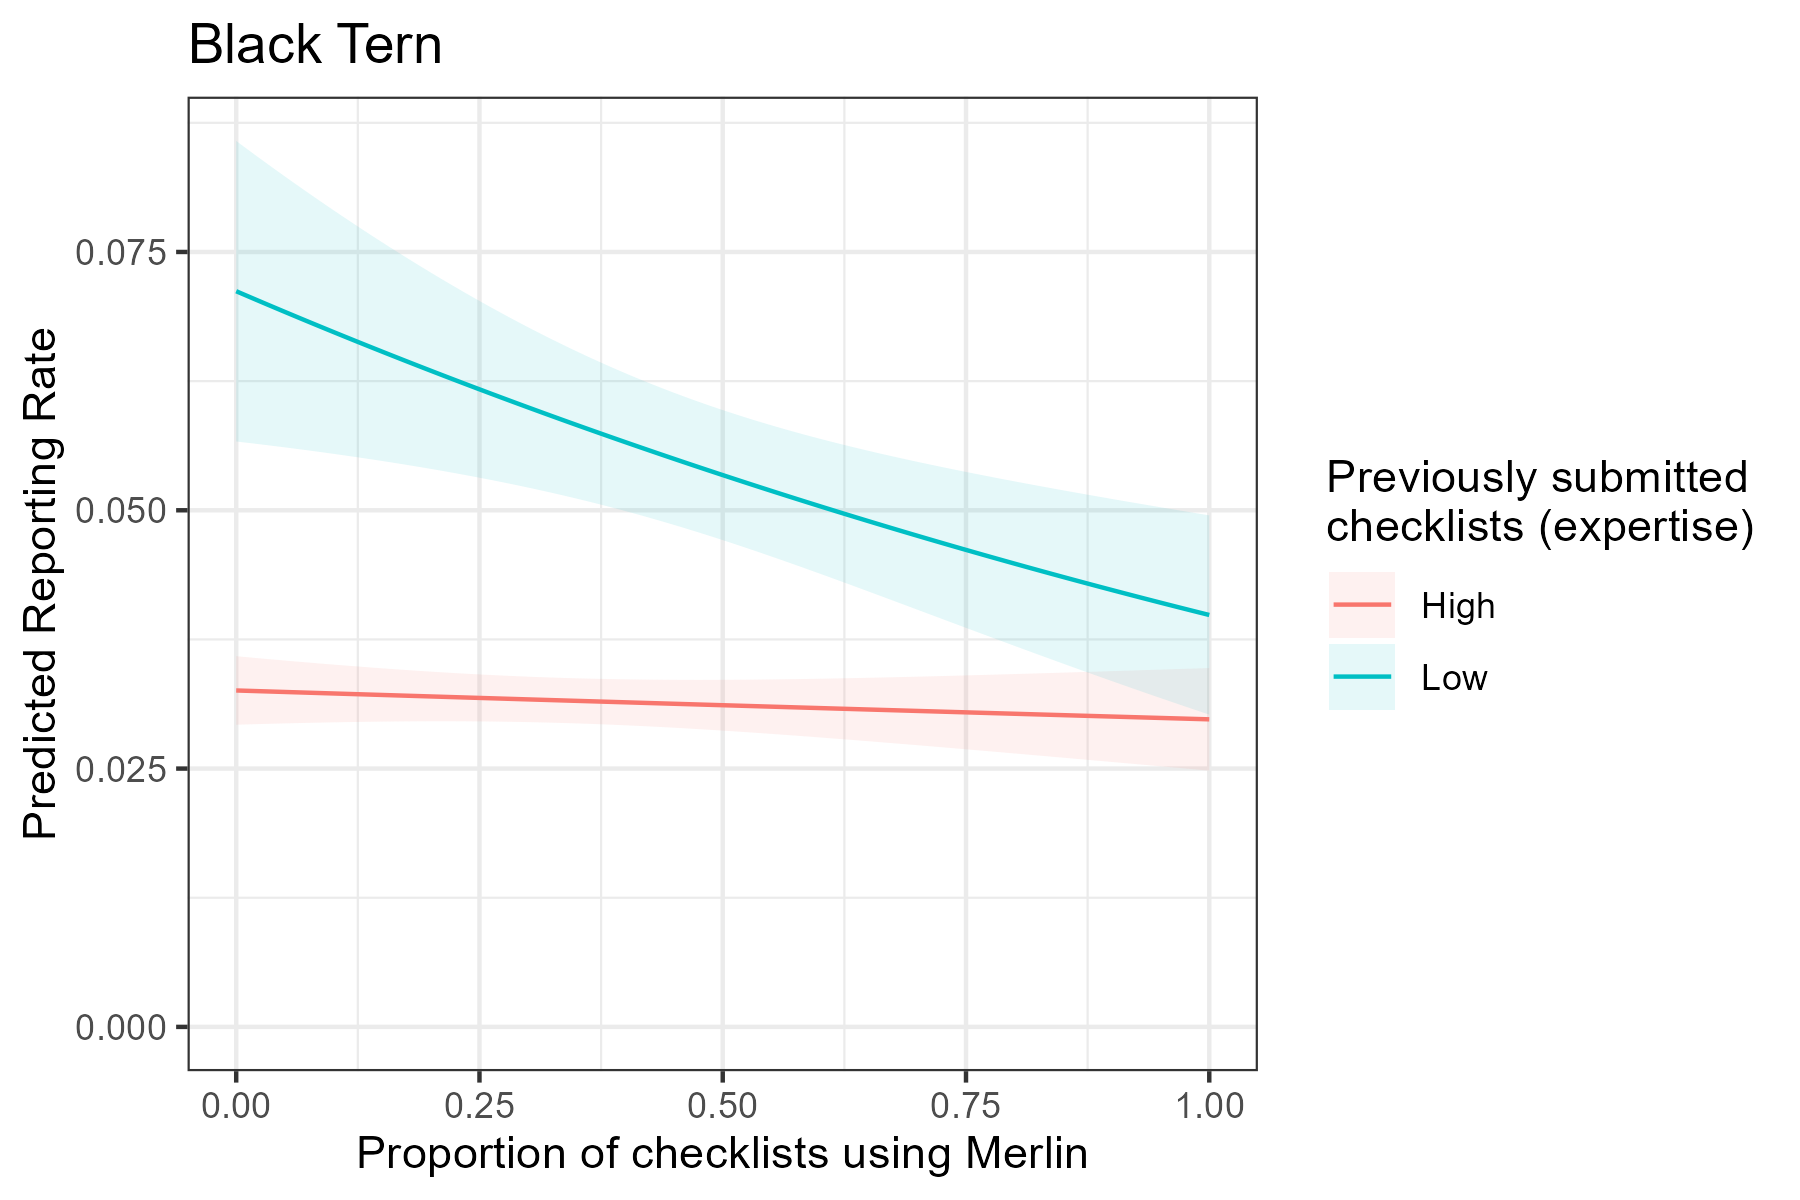 Black Tern
Predicted Reporting Rate
0.075
0.050
0.025
0.000
0.00 0.25 0.50 0.75 1.00
Proportion of checklists using Merlin
Previously submitted
checklists (expertise)
High
Low